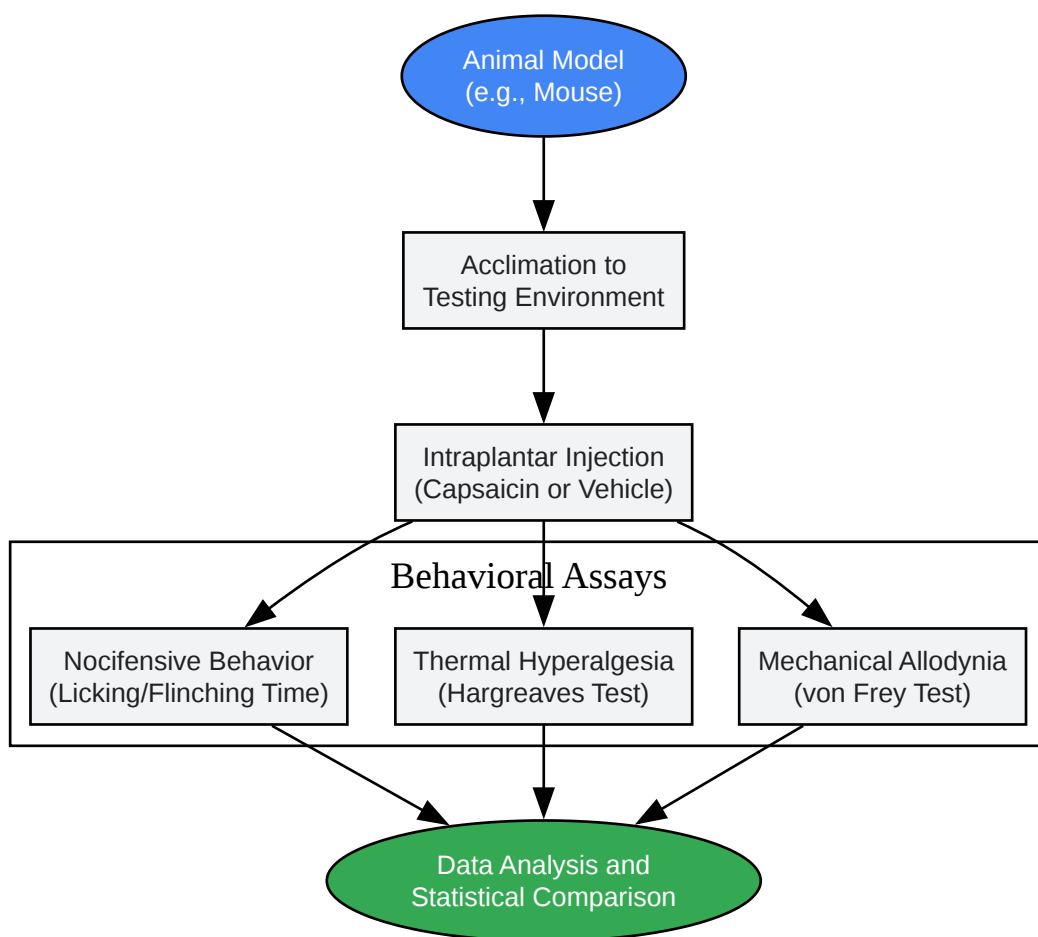 Animal Model
(e.g., Mouse)
Acclimation to
Testing Environment
Intraplantar Injection
(Capsaicin or Vehicle)
Behavioral Assays
Nocifensive Behavior
(Licking/Flinching Time)
Thermal Hyperalgesia
(Hargreaves Test)
Mechanical Allodynia
(von Frey Test)
Data Analysis and
Statistical Comparison